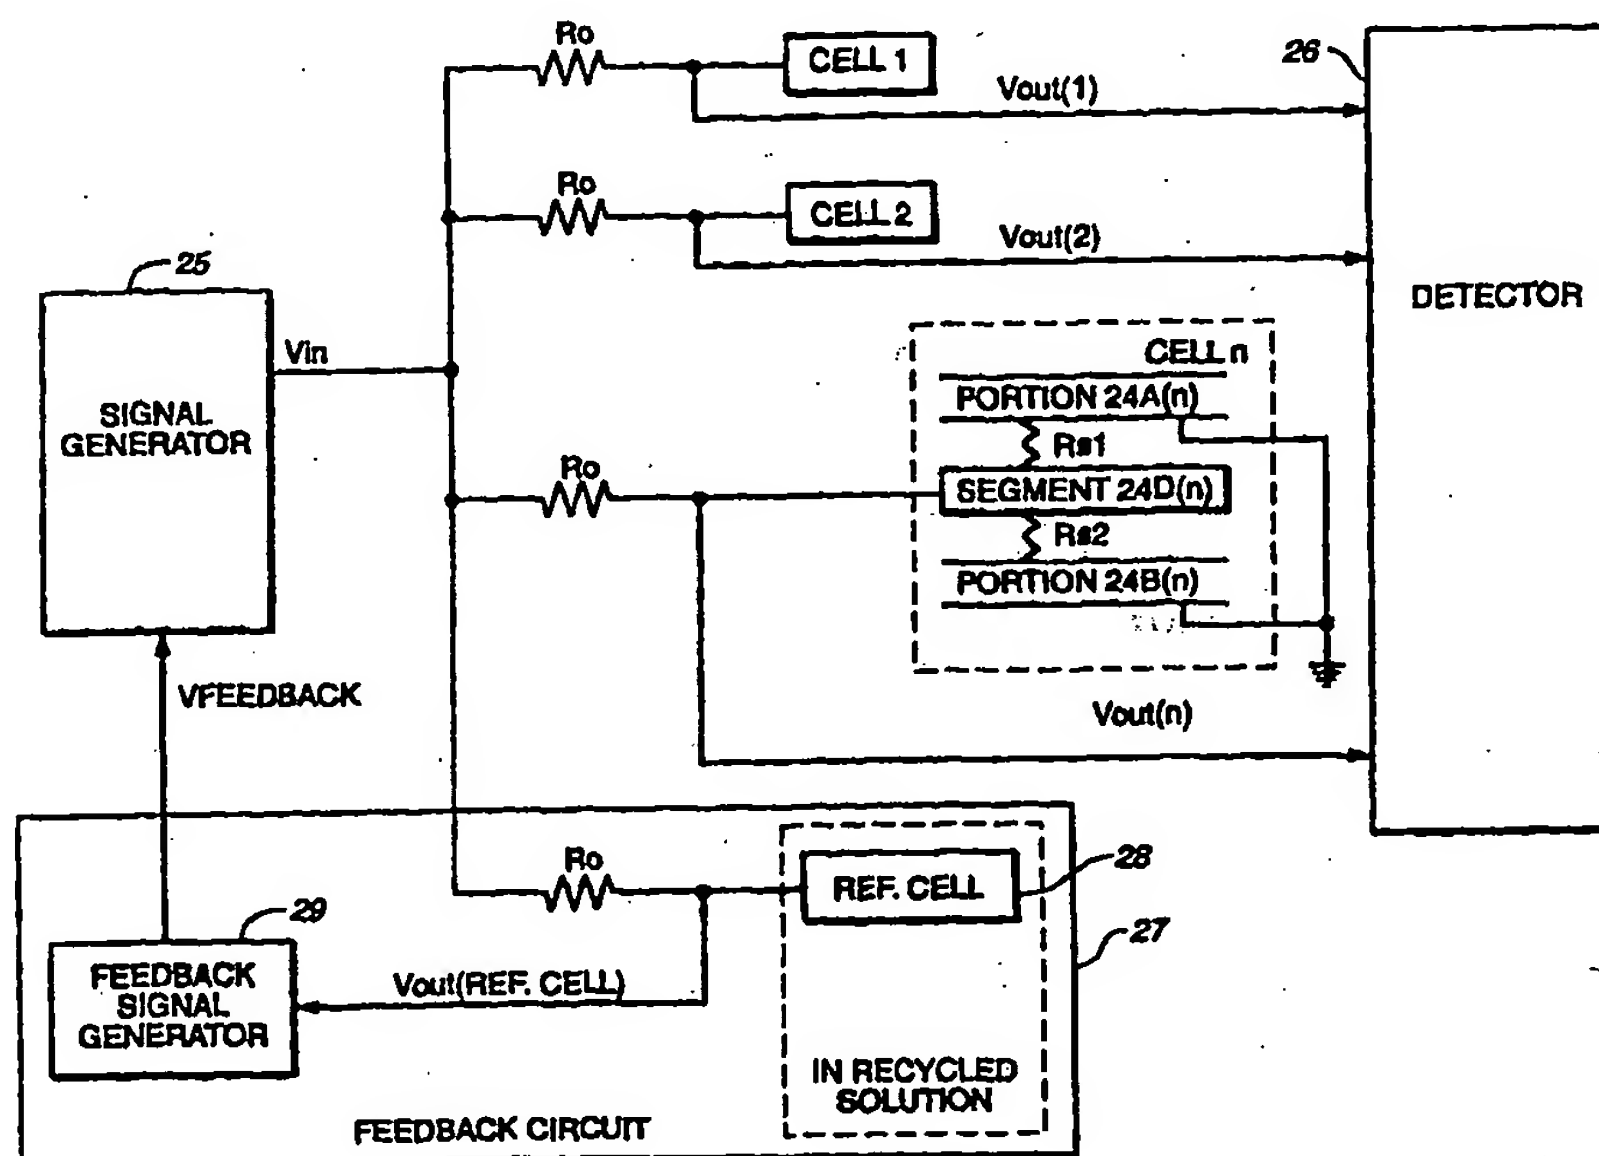 Ro
CELL 1
26
Vout(1)
Ro
CELL 2
Vout(2)
25
DETECTOR
Vin
CELL n
SIGNAL
GENERATOR
PORTION 24A(n)
Rs1
Ro
SEGMENT 24D(n)
Rs2
PORTION 24B(n)
VFEEDBACK
Vout(n)
Ro
28
REF. CELL
29
27
FEEDBACK
SIGNAL
GENERATOR
Vout(REF. CELL)
IN RECYCLED
SOLUTION
FEEDBACK CIRCUIT